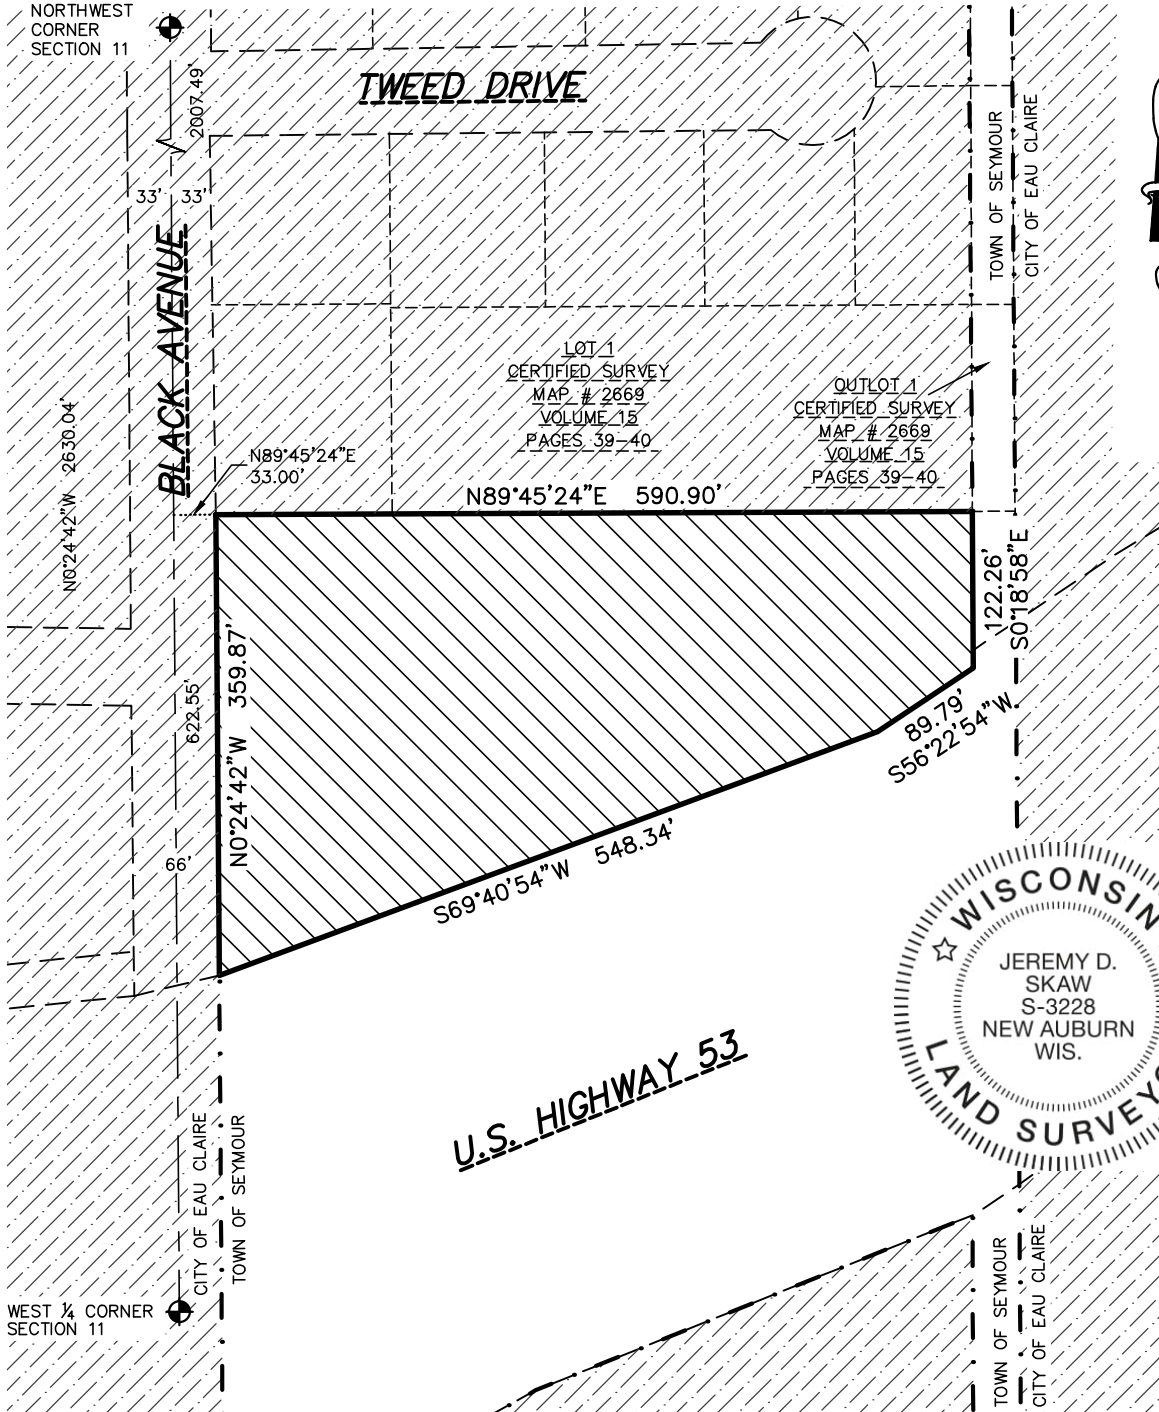 NORTHWEST
CORNER
SECTION 11
2007.49'
TWEED DRIVE
TOWN OF SEYMOUR
CITY OF EAU CLAIRE
33' 33'
BLACK AVENUE
LOT 1
CERTIFIED SURVEY
MAP # 2669
VOLUME 15
PAGES 39-40
OUTLOT 1
CERTIFIED SURVEY
MAP # 2669
VOLUME 15
PAGES 39-40
N0°24'42"W 2630.04'
N89°45'24"E
33.00'
N89°45'24"E 590.90'
122.26'
S0°18'58"E
N0°24'42"W 359.87'
622.55'
89.79'
S56°22'54"W
66'
S69°40'54"W 548.34'
WISCONSIN
JEREMY D.
SKAW
S-3228
NEW AUBURN
WIS.
LAND SURVEYO
U.S. HIGHWAY 53
CITY OF EAU CLAIRE
TOWN OF SEYMOUR
WEST ¼ CORNER
SECTION 11
TOWN OF SEYMOUR
CITY OF EAU CLAIRE